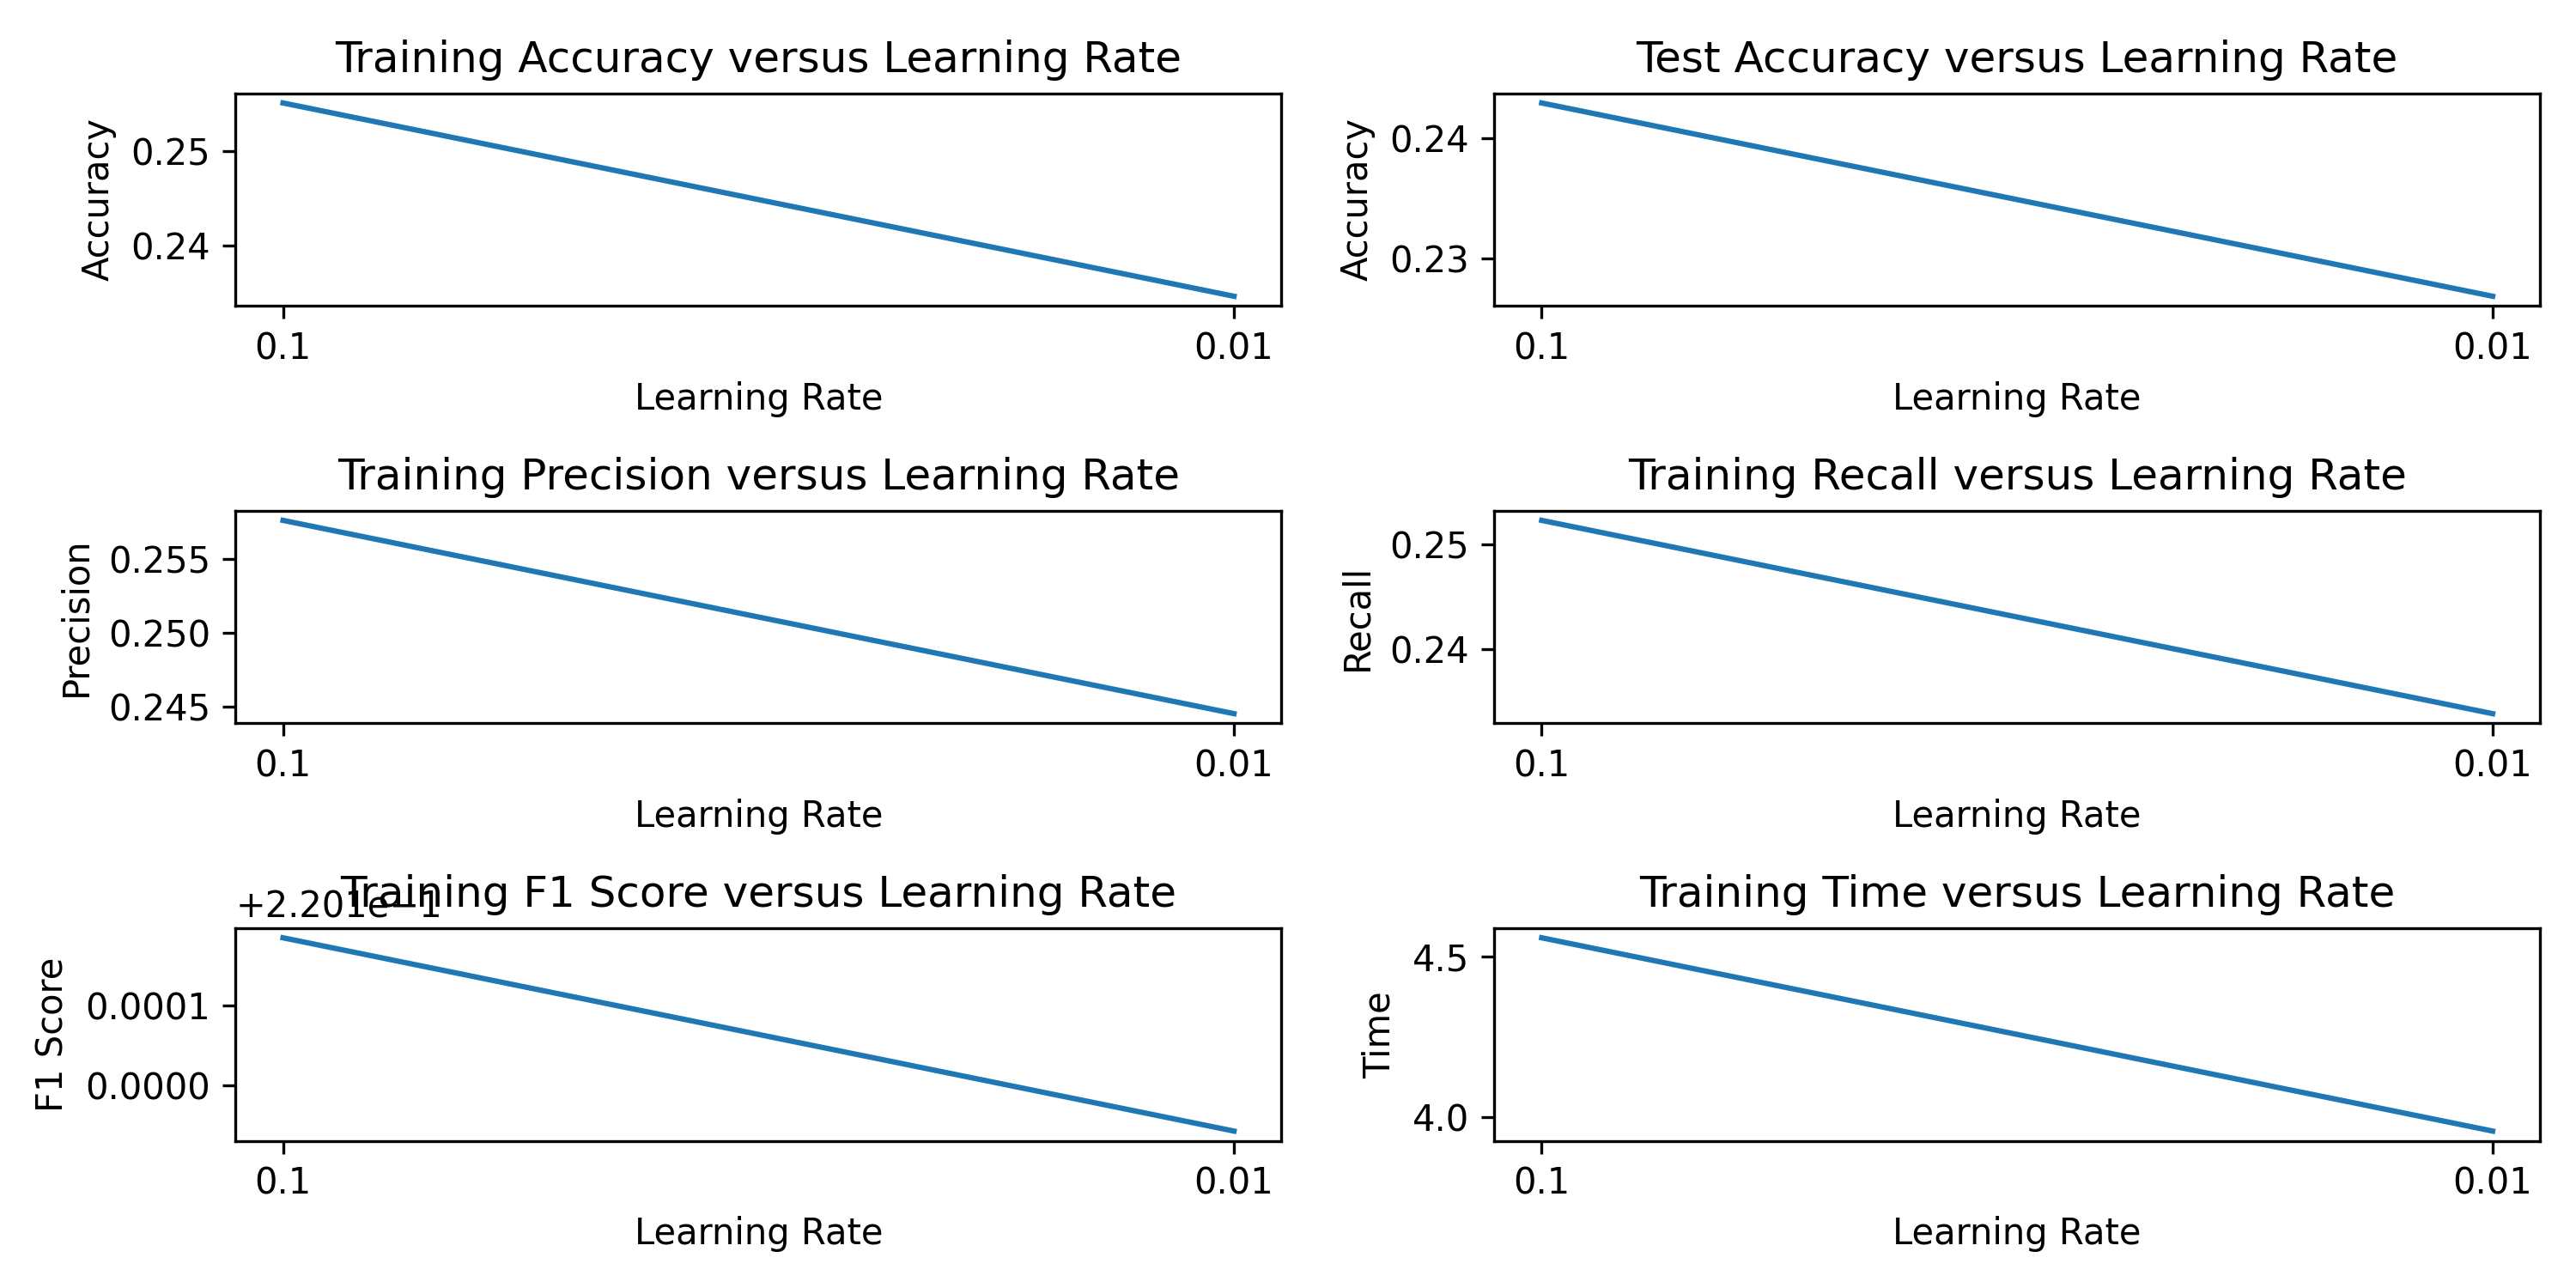 Training Accuracy versus Learning Rate
Accuracy
0.25
0.24
0.1 0.01
Learning Rate
Test Accuracy versus Learning Rate
Accuracy
0.24
0.23
0.1 0.01
Learning Rate
Training Precision versus Learning Rate
Precision
0.255
0.250
0.245
0.1 0.01
Learning Rate
Training Recall versus Learning Rate
Recall
0.25
0.24
0.1 0.01
Learning Rate
Training F1 Score versus Learning Rate
+2.201e−1
F1 Score
0.0001
0.0000
0.1 0.01
Learning Rate
Training Time versus Learning Rate
Time
4.5
4.0
0.1 0.01
Learning Rate